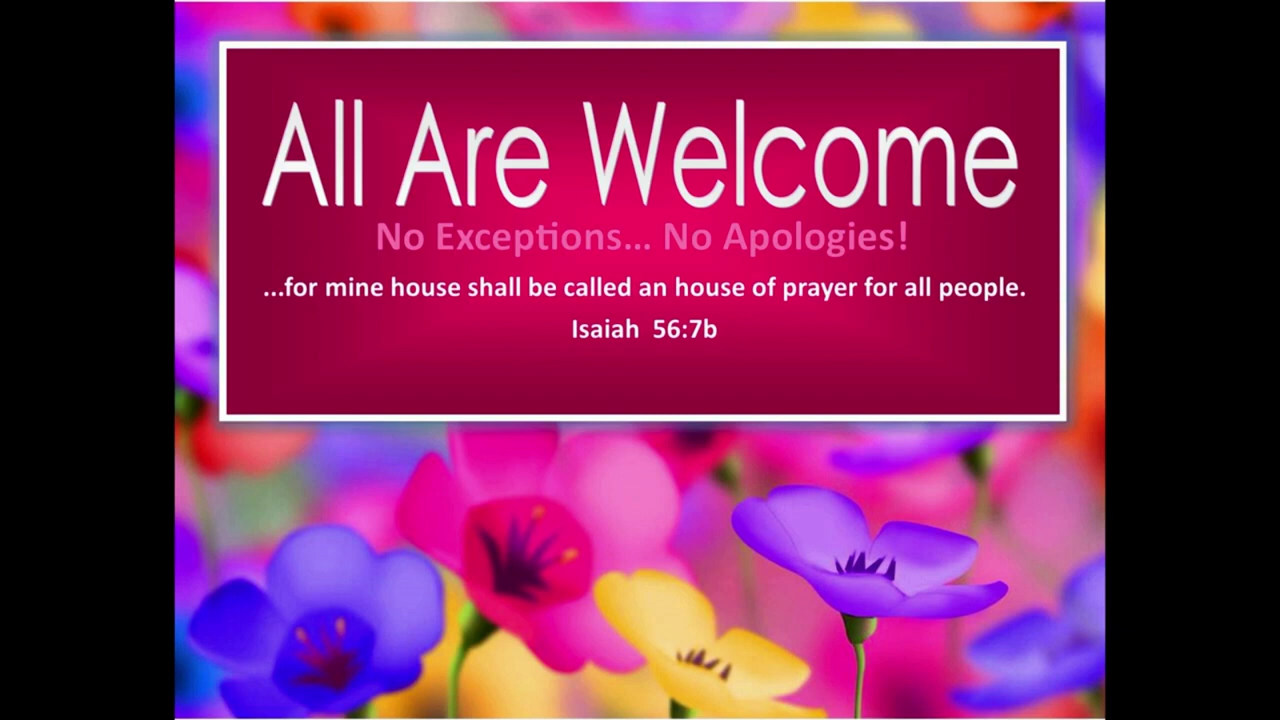 All Are Welcome
No Exceptions... No Apologies!
...for mine house shall be called an house of prayer for all people.
Isaiah  56:7b